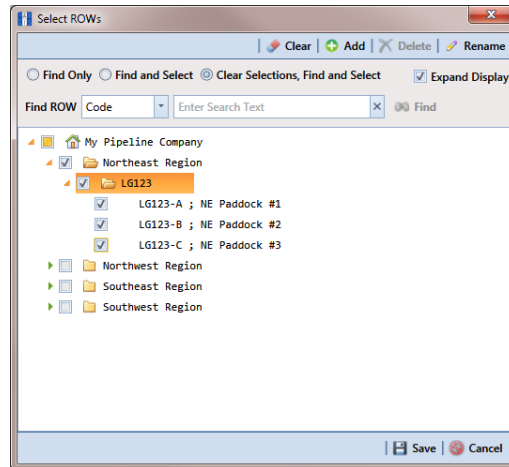 Select ROWs
Clear Add Delete Rename
Find Only Find and Select Clear Selections, Find and Select Expand Display
Find ROW Code Enter Search Text Find
My Pipeline Company
Northeast Region
LG123
LG123-A ; NE Paddock #1
LG123-B ; NE Paddock #2
LG123-C ; NE Paddock #3
Northwest Region
Southeast Region
Southwest Region
Save Cancel